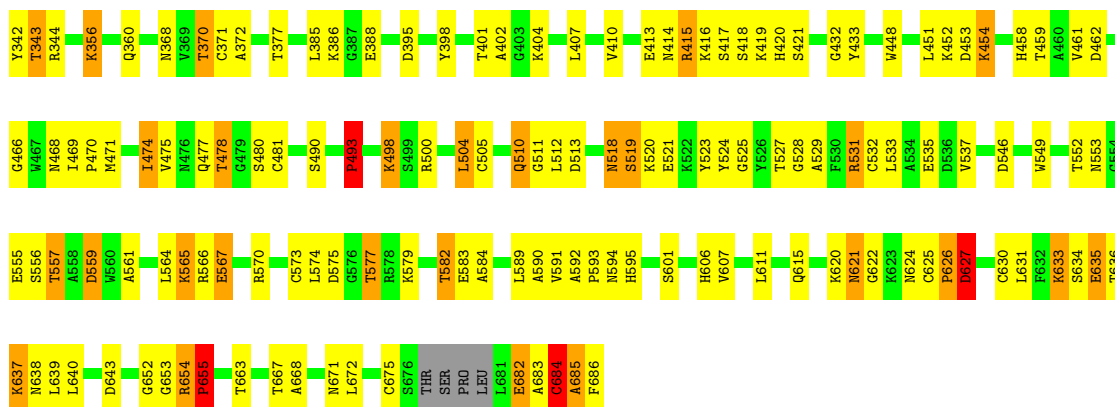 Y342 T343 R344 K356 Q360 N368 V369 T370 C371 A372 T377 L385 K386 G387 E388 D395 Y398 T401 A402 G403 K404 L407 V410 E413 N414 R415 K416 S417 S418 K419 H420 S421 G432 Y433 W448 L451 K452 D453 K454 H458 T459 A460 V461 D462
G466 W467 N468 I469 P470 M471 I474 V475 N476 Q477 T478 G479 S480 C481 S490 P493 K498 S499 R500 L504 C505 Q510 G511 L512 D513 N518 S519 K520 E521 K522 Y523 Y524 G525 Y526 T527 G528 A529 F530 R531 C532 L533 A534 E535 D536 V537 D546 W549 T552 N553 G554
E555 S556 T557 A558 D559 W560 A561 L564 K565 R566 E567 R570 C573 L574 D575 G576 T577 R578 K579 T582 E583 A584 L589 A590 V591 A592 P593 N594 H595 S601 H606 V607 L611 Q615 K620 N621 G622 K623 N624 C625 P626 D627 C630 L631 F632 K633 S634 E635 T636
K637 N638 L639 L640 D643 G652 G653 R654 P655 T663 T667 A668 N671 L672 C675 S676 THR SER PRO LEU L681 E682 A683 C684 A685 F686